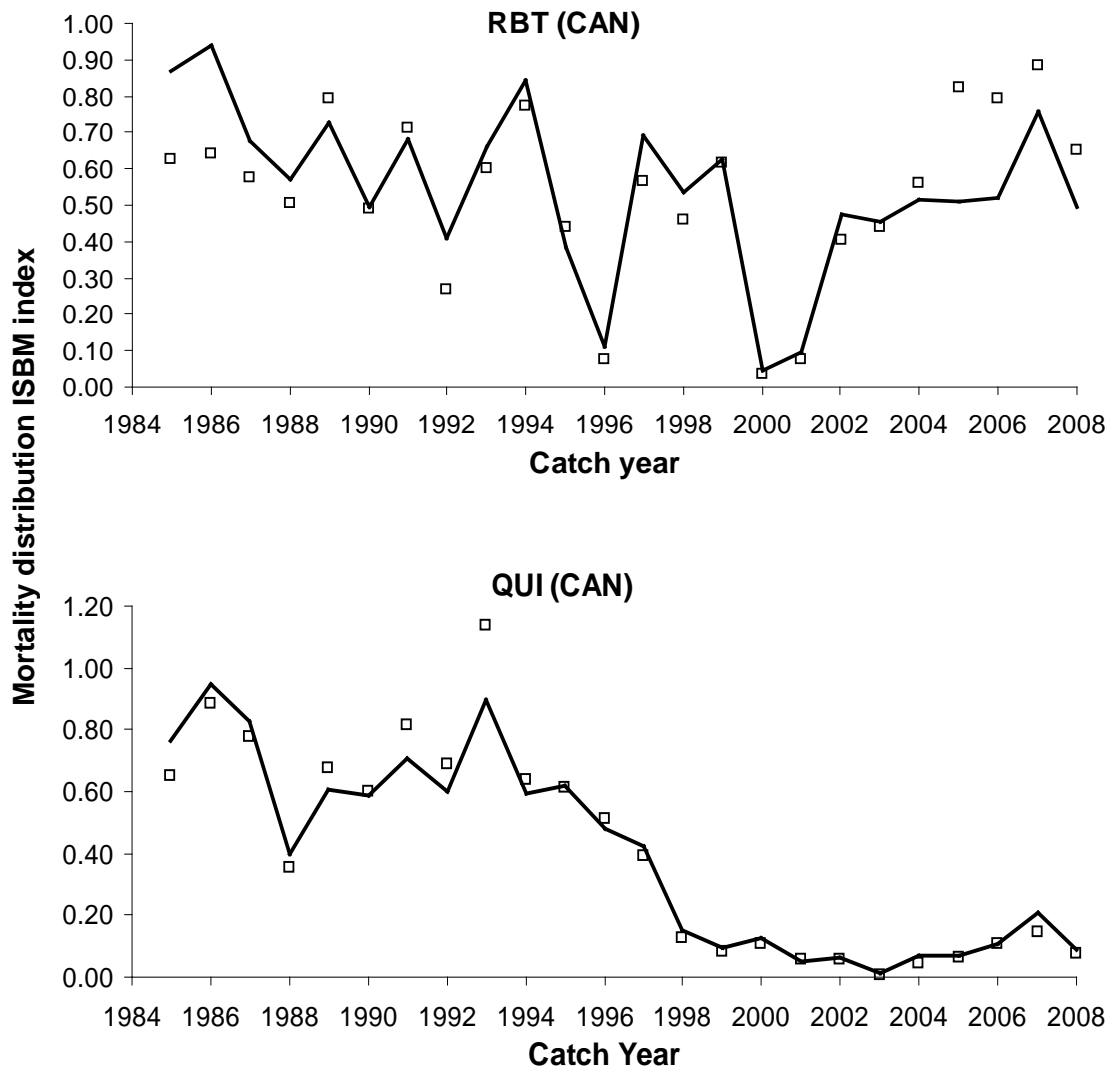 Mortality distribution ISBM index
RBT (CAN)
1.00
0.90
0.80
0.70
0.60
0.50
0.40
0.30
0.20
0.10
0.00
1984 1986 1988 1990 1992 1994 1996 1998 2000 2002 2004 2006 2008
Catch year
QUI (CAN)
1.20
1.00
0.80
0.60
0.40
0.20
0.00
1984 1986 1988 1990 1992 1994 1996 1998 2000 2002 2004 2006 2008
Catch Year